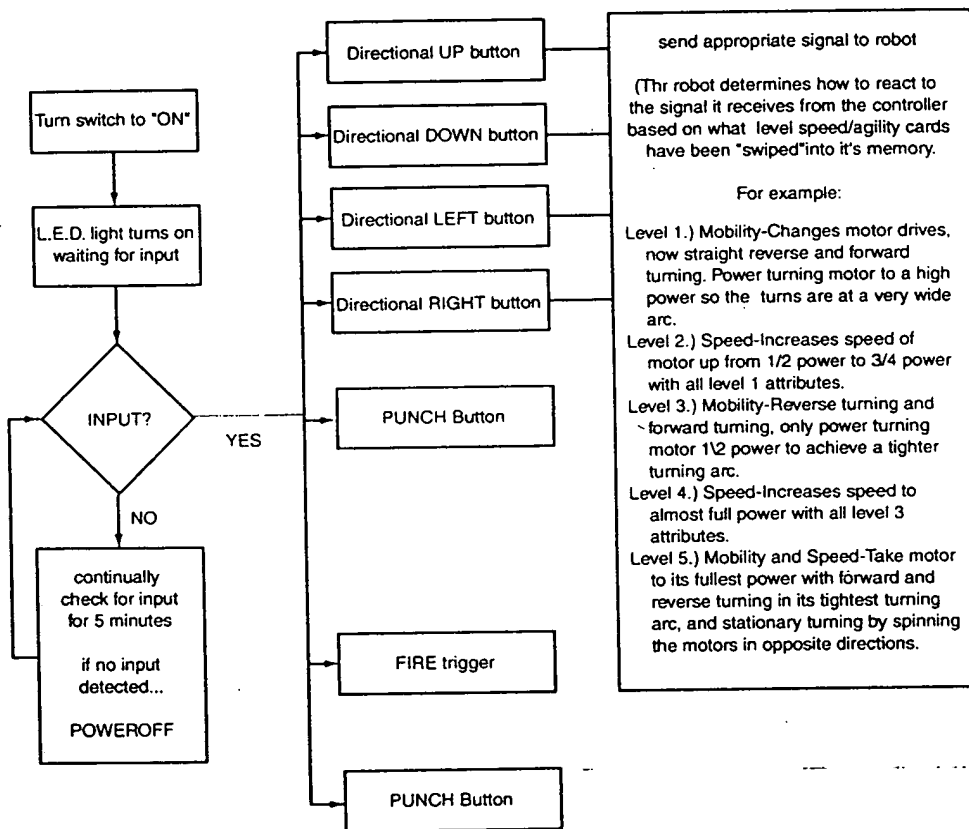 Turn switch to "ON"
L.E.D. light turns on
waiting for input
INPUT?
YES
NO
continually
check for input
for 5 minutes
if no input
detected...
POWEROFF
Directional UP button
Directional DOWN button
Directional LEFT button
Directional RIGHT button
PUNCH Button
FIRE trigger
PUNCH Button
send appropriate signal to robot
(Thr robot determines how to react to
the signal it receives from the controller
based on what level speed/agility cards
have been "swiped"into it's memory.
For example:
Level 1.) Mobility-Changes motor drives,
now straight reverse and forward
turning. Power turning motor to a high
power so the turns are at a very wide
arc.
Level 2.) Speed-Increases speed of
motor up from 1/2 power to 3/4 power
with all level 1 attributes.
Level 3.) Mobility-Reverse turning and
forward turning, only power turning
motor 1\2 power to achieve a tighter
turning arc.
Level 4.) Speed-Increases speed to
almost full power with all level 3
attributes.
Level 5.) Mobility and Speed-Take motor
to its fullest power with forward and
reverse turning in its tightest turning
arc, and stationary turning by spinning
the motors in opposite directions.